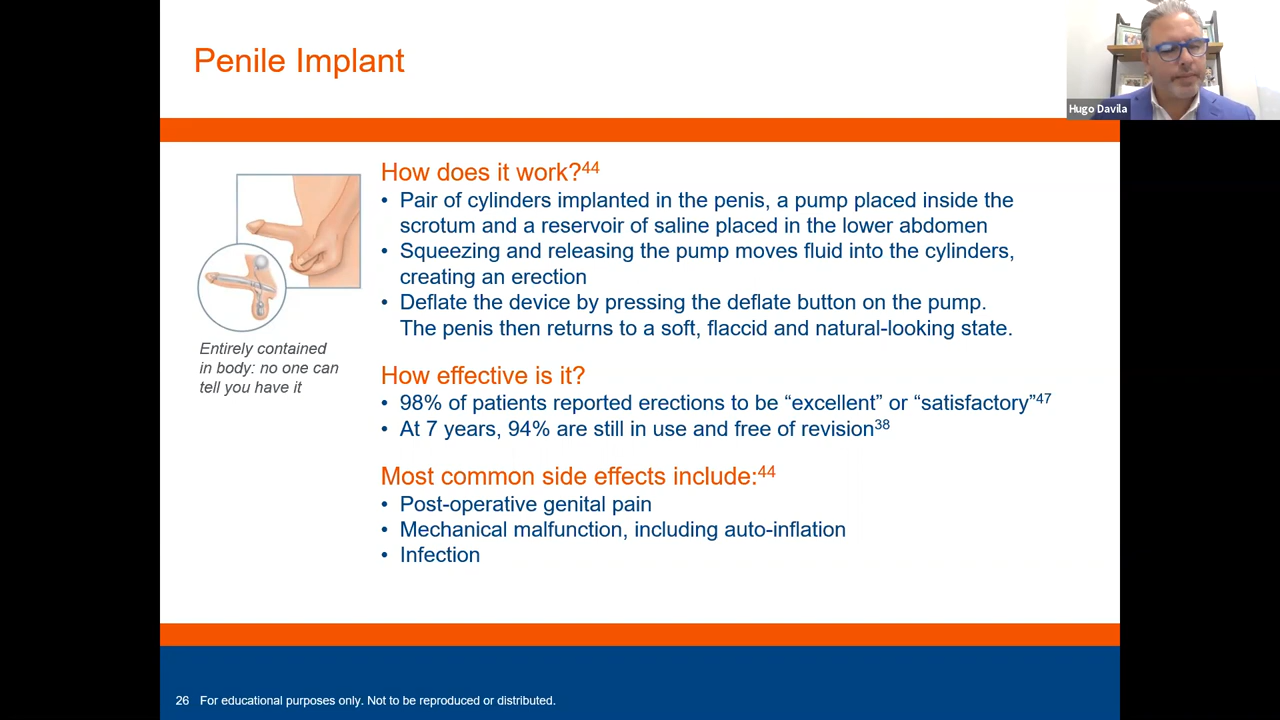 Penile Implant
Hugo Davila
How does it work?44
• Pair of cylinders implanted in the penis, a pump placed inside the
scrotum and a reservoir of saline placed in the lower abdomen
• Squeezing and releasing the pump moves fluid into the cylinders,
creating an erection
• Deflate the device by pressing the deflate button on the pump.
The penis then returns to a soft, flaccid and natural-looking state.
Entirely contained
in body: no one can
tell you have it
How effective is it?
• 98% of patients reported erections to be “excellent” or “satisfactory”47
• At 7 years, 94% are still in use and free of revision38
Most common side effects include:44
• Post-operative genital pain
• Mechanical malfunction, including auto-inflation
• Infection
26 For educational purposes only. Not to be reproduced or distributed.